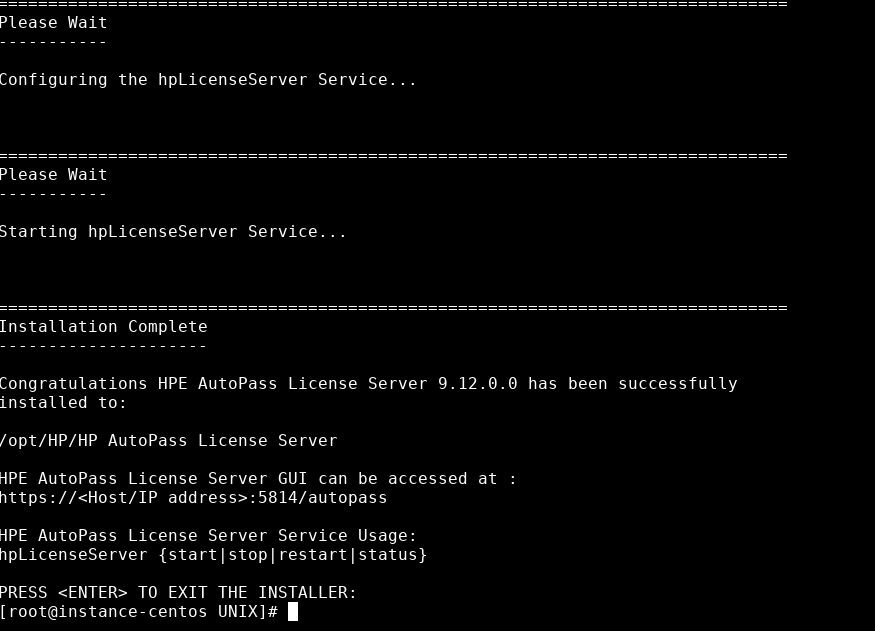 ===============================================================================
Please Wait
-----------
Configuring the hpLicenseServer Service...
===============================================================================
Please Wait
-----------
Starting hpLicenseServer Service...
===============================================================================
Installation Complete
---------------------
Congratulations HPE AutoPass License Server 9.12.0.0 has been successfully
installed to:
/opt/HP/HP AutoPass License Server
HPE AutoPass License Server GUI can be accessed at :
https://<Host/IP address>:5814/autopass
HPE AutoPass License Server Service Usage:
hpLicenseServer {start|stop|restart|status}
PRESS <ENTER> TO EXIT THE INSTALLER:
[root@instance-centos UNIX]#